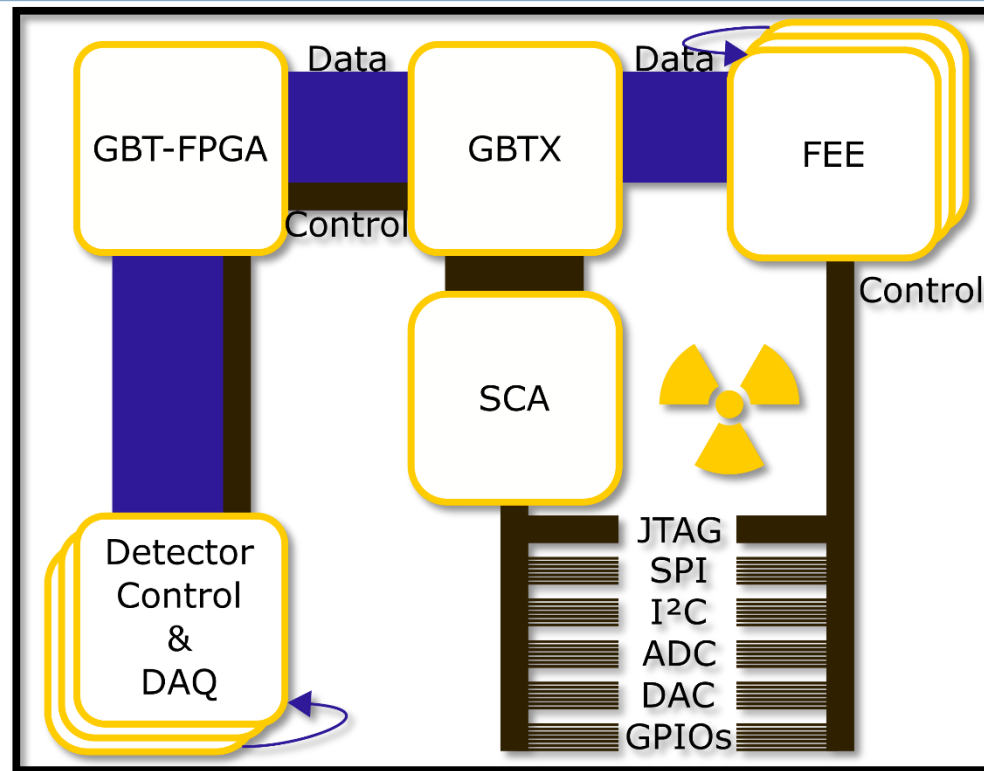 Data
Data
GBT-FPGA
GBTX
FEE
Control
Control
SCA
Detector
Control
&
DAQ
JTAG
SPI
I²C
ADC
DAC
GPIOs